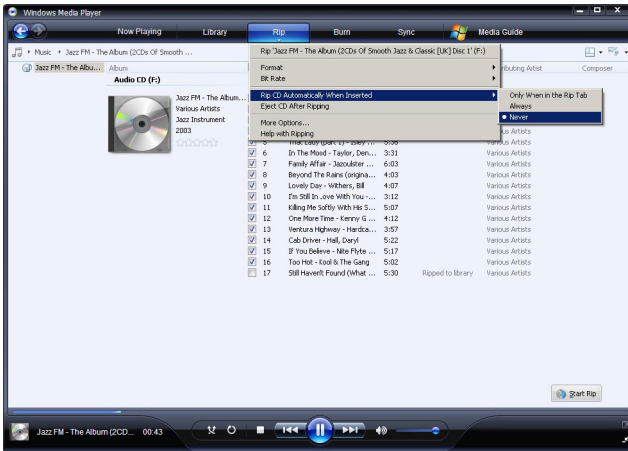 Windows Media Player
Now Playing Library Rip Burn Sync Media Guide
Music Jazz FM - The Album (2CDs Of Smooth ...
Rip 'Jazz FM - The Album (2CDs Of Smooth Jazz & Classic [UK] Disc 1' (F:)
Format
Bit Rate
Rip CD Automatically When Inserted
Eject CD After Ripping
More Options...
Help with Ripping
Only When in the Rip Tab
Always
Never
Jazz FM - The Albu...
Album
ributing Artist Composer
Audio CD (F:)
Jazz FM - The Album...
Various Artists
Jazz Instrument
2003
5 That Lady (Part 1) - Isley ... 5:36 Various Artists
6 In The Mood - Taylor, Den... 3:31 Various Artists
7 Family Affair - Jazoulster ... 6:03 Various Artists
8 Beyond The Rains (origina... 4:03 Various Artists
9 Lovely Day - Withers, Bill 4:07 Various Artists
10 I'm Still In Love With You -... 3:12 Various Artists
11 Killing Me Softly With His S... 5:07 Various Artists
12 One More Time - Kenny G ... 4:12 Various Artists
13 Ventura Highway - Hardca... 3:57 Various Artists
14 Cab Driver - Hall, Daryl 5:22 Various Artists
15 If You Believe - Nite Flyte ... 5:17 Various Artists
16 Too Hot - Kool & The Gang 5:02 Various Artists
17 Still Haven't Found (What ... 5:30 Ripped to library Various Artists
Start Rip
Jazz FM - The Album (2CD... 00:43